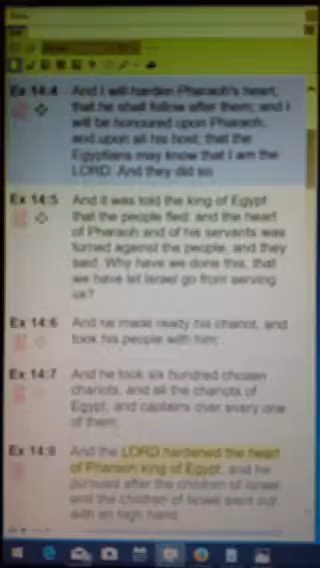 Ex 14:4 And I will harden Pharaoh's heart,
that he shall follow after them; and I
will be honoured upon Pharaoh,
and upon all his host; that the
Egyptians may know that I am the
LORD. And they did so.
Ex 14:5 And it was told the king of Egypt
that the people fled: and the heart
of Pharaoh and of his servants was
turned against the people, and they
said, Why have we done this, that
we have let Israel go from serving
us?
Ex 14:6 And he made ready his chariot, and
took his people with him:
Ex 14:7 And he took six hundred chosen
chariots, and all the chariots of
Egypt, and captains over every one
of them.
Ex 14:8 And the LORD hardened the heart
of Pharaoh king of Egypt, and he
pursued after the children of Israel:
and the children of Israel went out
with an high hand.